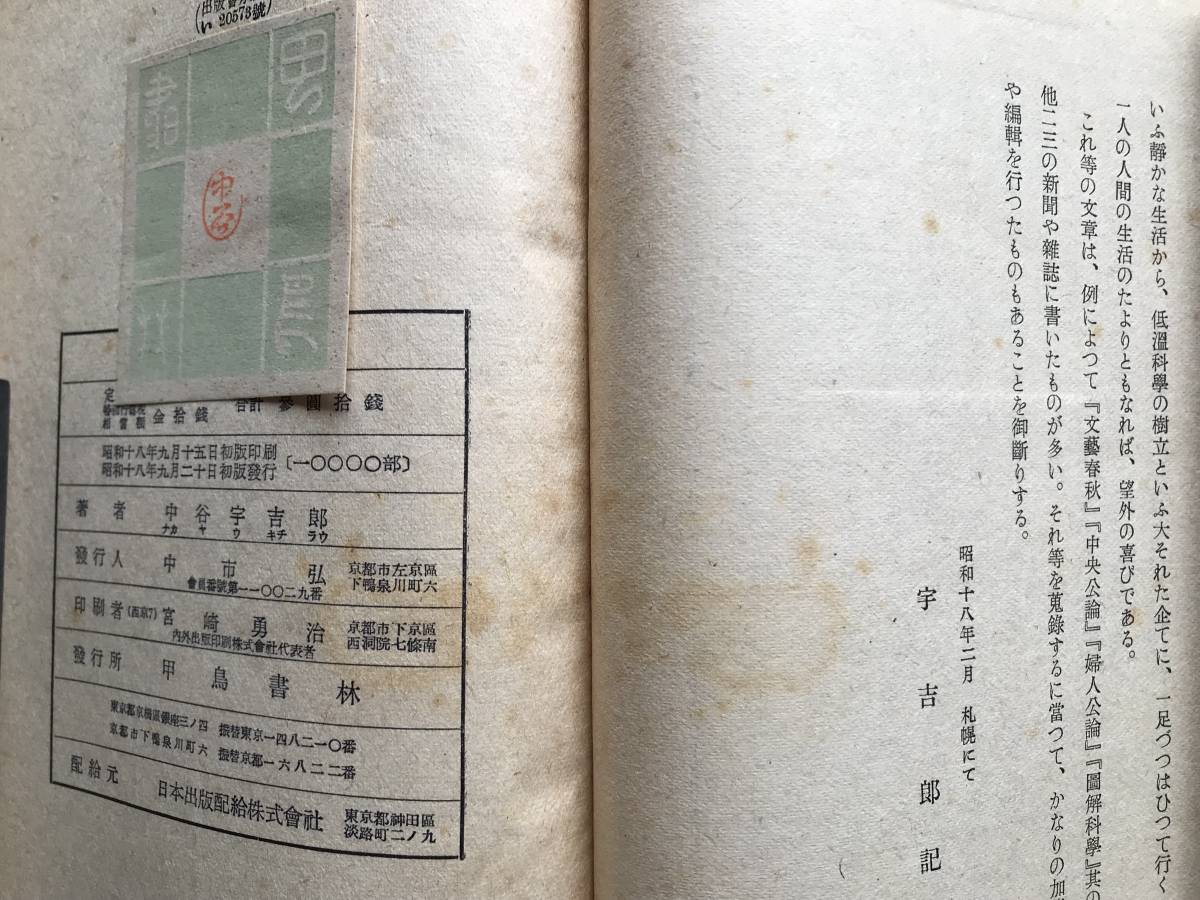 いふ靜かな生活から、低溫科學の樹立といふ大それた企てに、一足づつはひつて行く
一人の人間の生活のたよりともなれば、望外の喜びである。
これ等の文章は、例によつて『文藝春秋』『中央公論』『婦人公論』『圖解科學』其の
他二三の新聞や雜誌に書いたものが多い。それ等を蒐錄するに當つて、かなりの加
や編輯を行つたものもあることを御斷りする。
昭和十八年二月 札幌にて
宇吉郎記
い 20573號
中谷
定
相當額 金拾錢 合計 參圓拾錢
昭和十八年九月十五日初版印刷
昭和十八年九月二十日初版發行
〔一〇〇〇〇部〕
著者 中谷宇吉郎
ナカ ヤ ウ キチ ラウ
發行人 中市弘
會員番號第一一〇〇二九番
京都市左京區
下鴨泉川町六
印刷者 (西京7) 宮崎勇治
內外出版印刷株式會社代表者
京都市下京區
西洞院七條南
發行所 甲鳥書林
東京都京橋區銀座三ノ四 振替東京一四八二一〇番
京都市下鴨泉川町六 振替京都一六八二二番
配給元 日本出版配給株式會社
東京都神田區
淡路町二ノ九